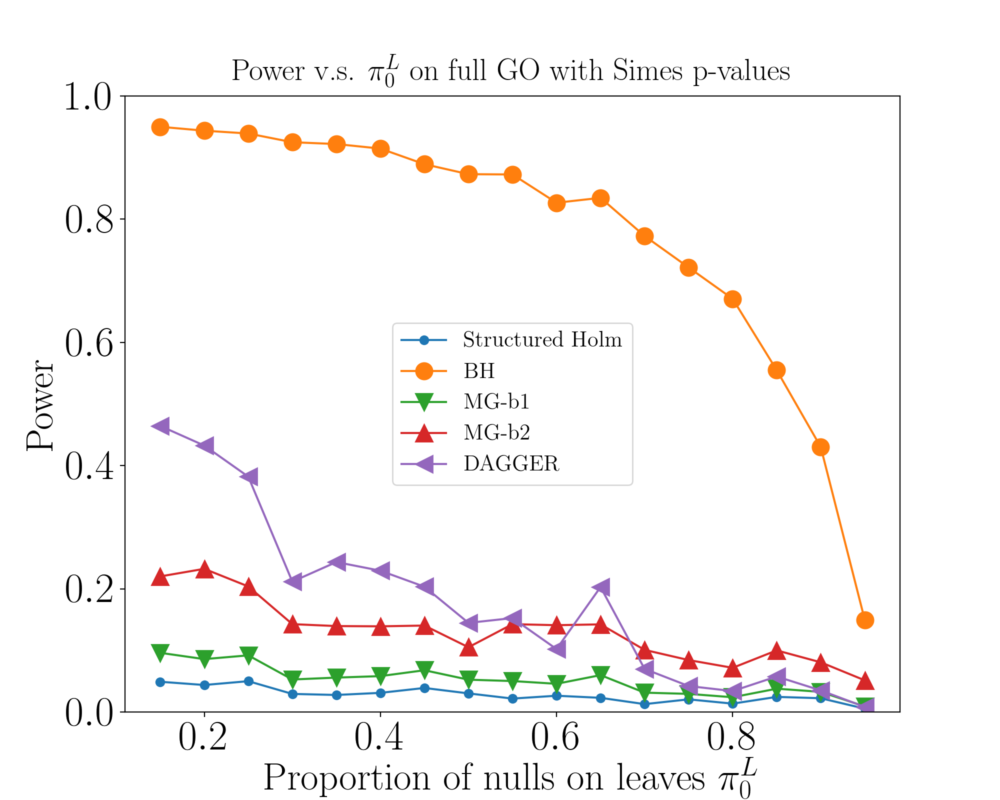 Power v.s. $\pi_0^L$ on full GO with Simes p-values
1.0
0.8
0.6
0.4
0.2
0.0
Power
Structured Holm
BH
MG-b1
MG-b2
DAGGER
0.2 0.4 0.6 0.8
Proportion of nulls on leaves $\pi_0^L$